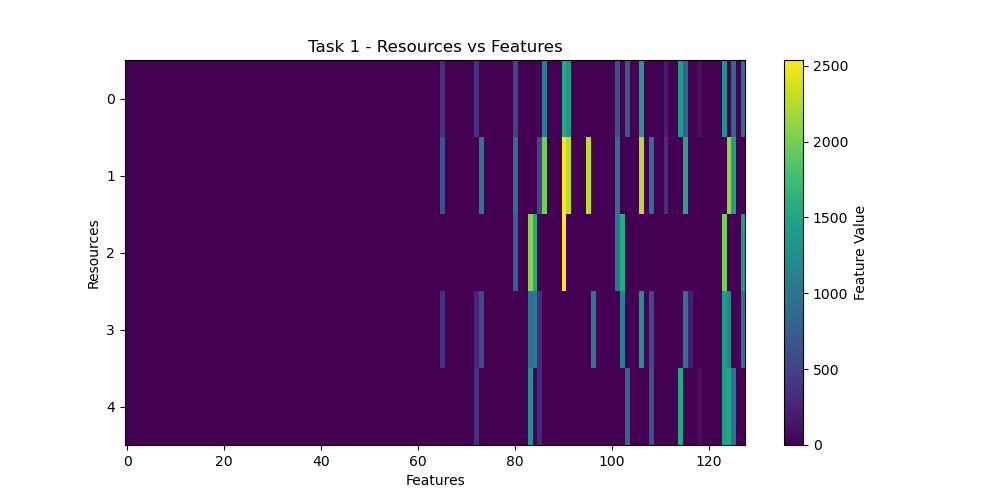 Task 1 - Resources vs Features
Resources
0
1
2
3
4
0 20 40 60 80 100 120
Features
2500
2000
1500
1000
500
0
Feature Value